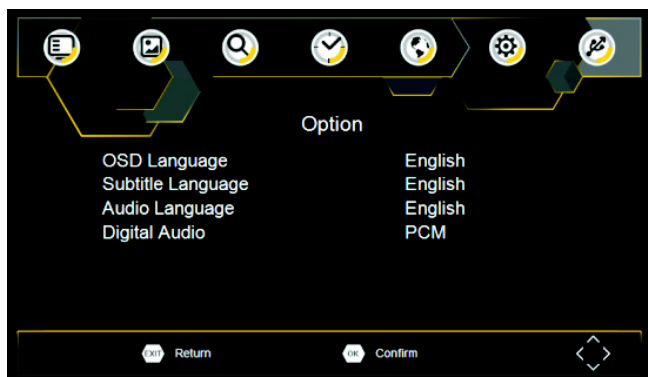 Option
OSD Language English
Subtitle Language English
Audio Language English
Digital Audio PCM
EXIT Return OK Confirm